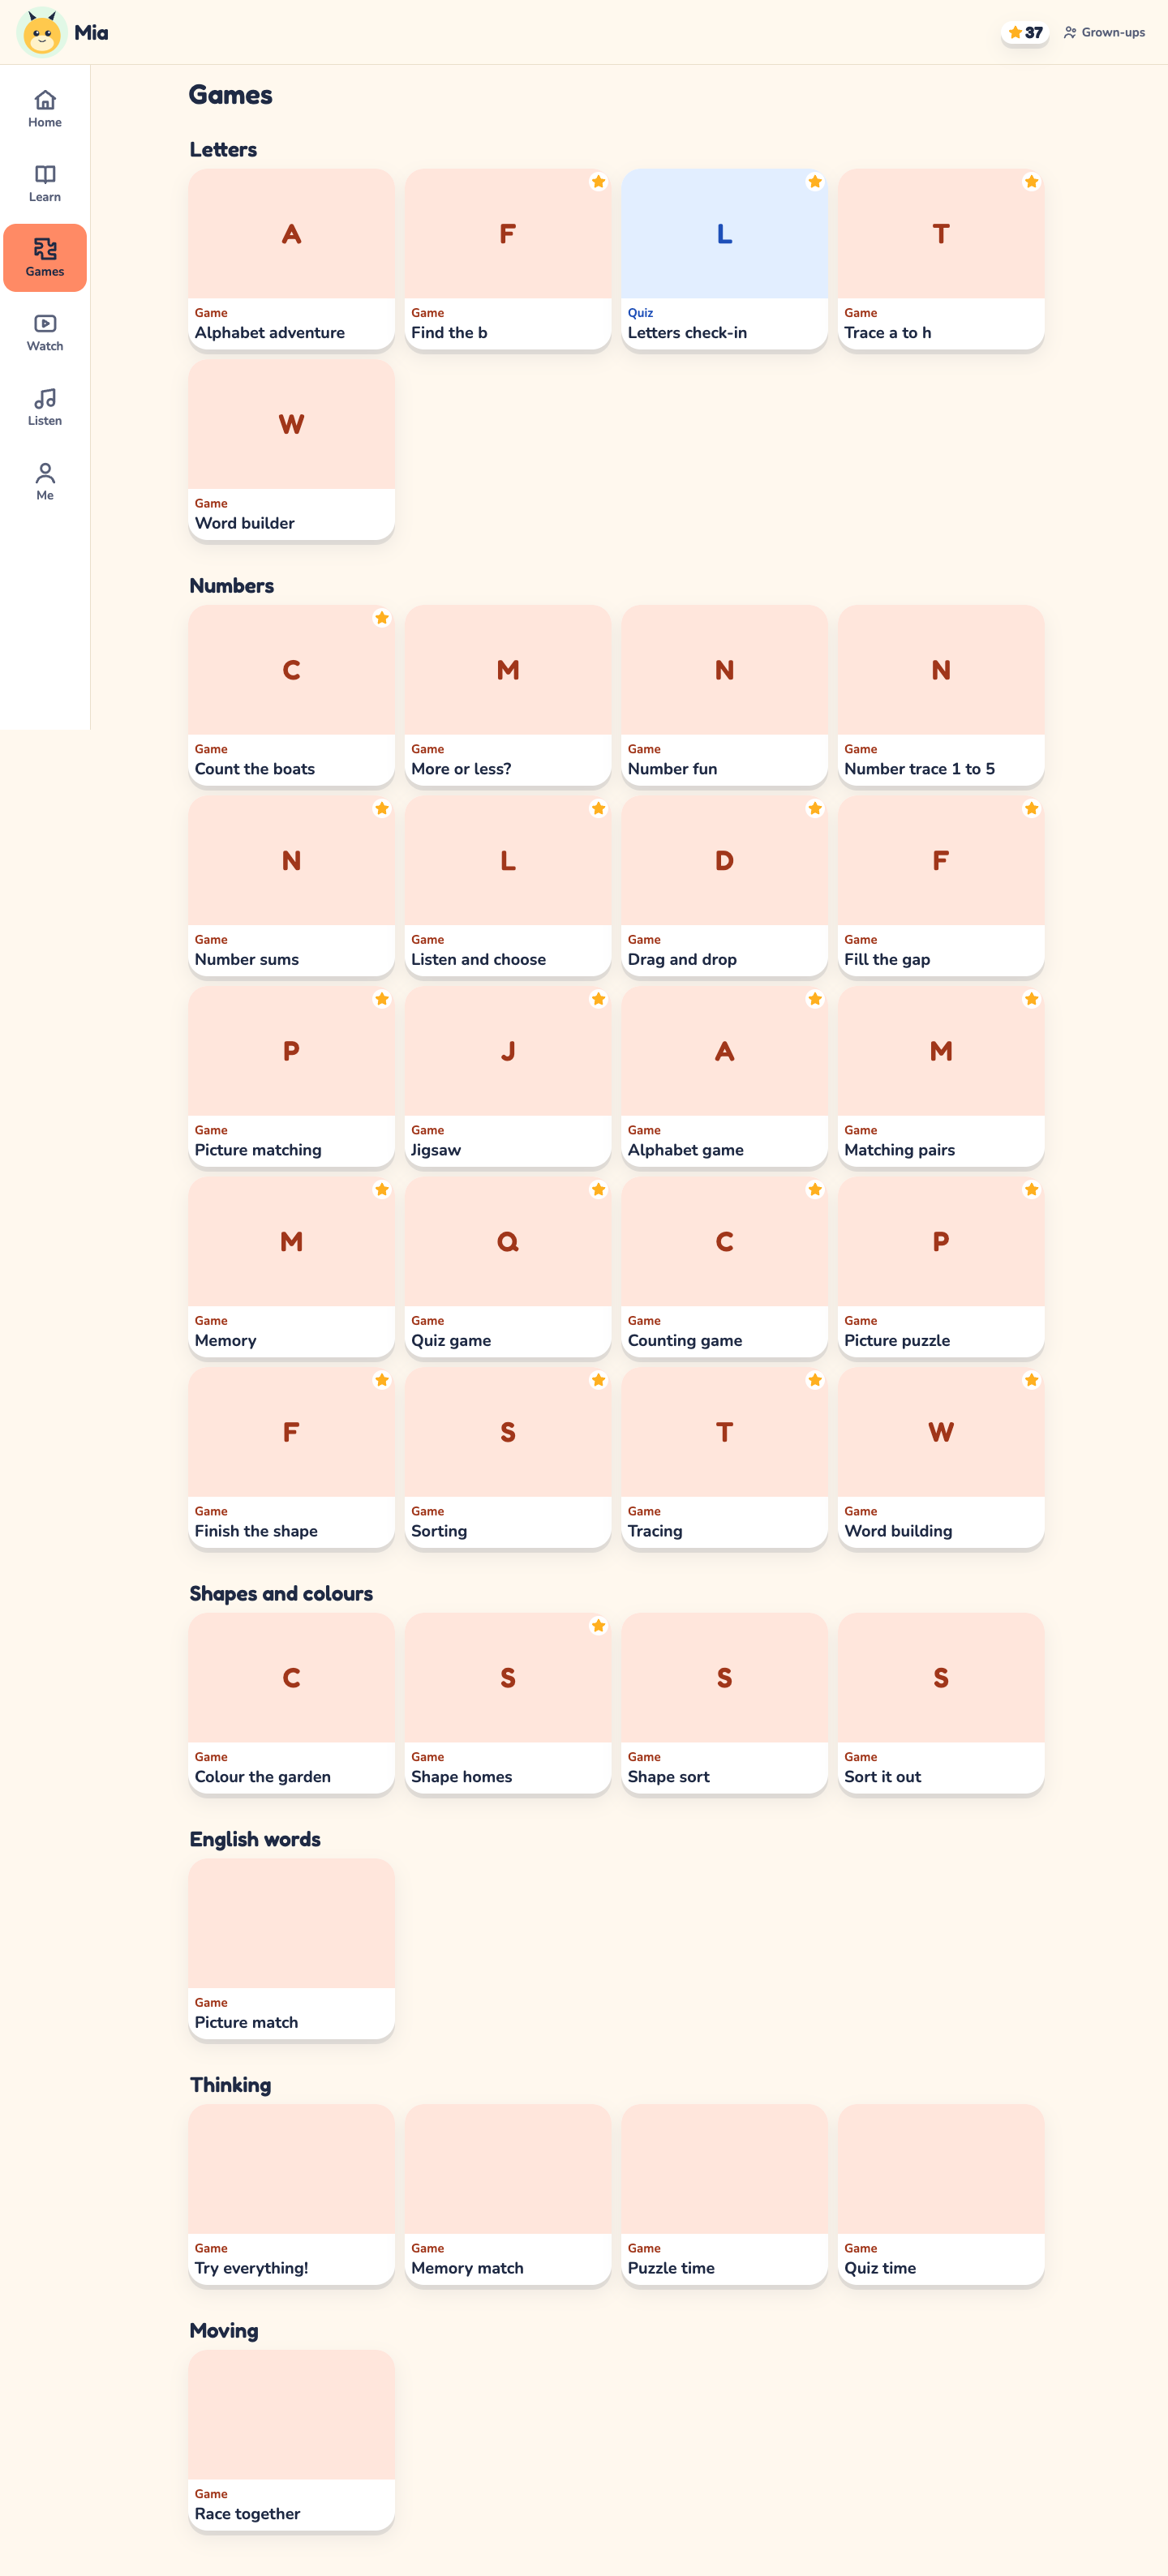 Mia
37
Grown-ups
Home
Learn
Games
Watch
Listen
Me
Games
Letters
A
Game
Alphabet adventure
F
Game
Find the b
L
Quiz
Letters check-in
T
Game
Trace a to h
W
Game
Word builder
Numbers
C
Game
Count the boats
M
Game
More or less?
N
Game
Number fun
N
Game
Number trace 1 to 5
N
Game
Number sums
L
Game
Listen and choose
D
Game
Drag and drop
F
Game
Fill the gap
P
Game
Picture matching
J
Game
Jigsaw
A
Game
Alphabet game
M
Game
Matching pairs
M
Game
Memory
Q
Game
Quiz game
C
Game
Counting game
P
Game
Picture puzzle
F
Game
Finish the shape
S
Game
Sorting
T
Game
Tracing
W
Game
Word building
Shapes and colours
C
Game
Colour the garden
S
Game
Shape homes
S
Game
Shape sort
S
Game
Sort it out
English words
Game
Picture match
Thinking
Game
Try everything!
Game
Memory match
Game
Puzzle time
Game
Quiz time
Moving
Game
Race together